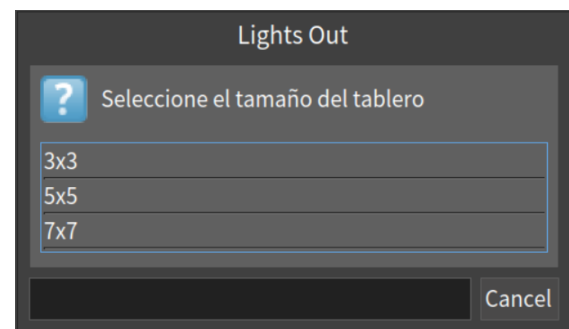 Lights Out
Seleccione el tamaño del tablero
3x3
5x5
7x7
Cancel